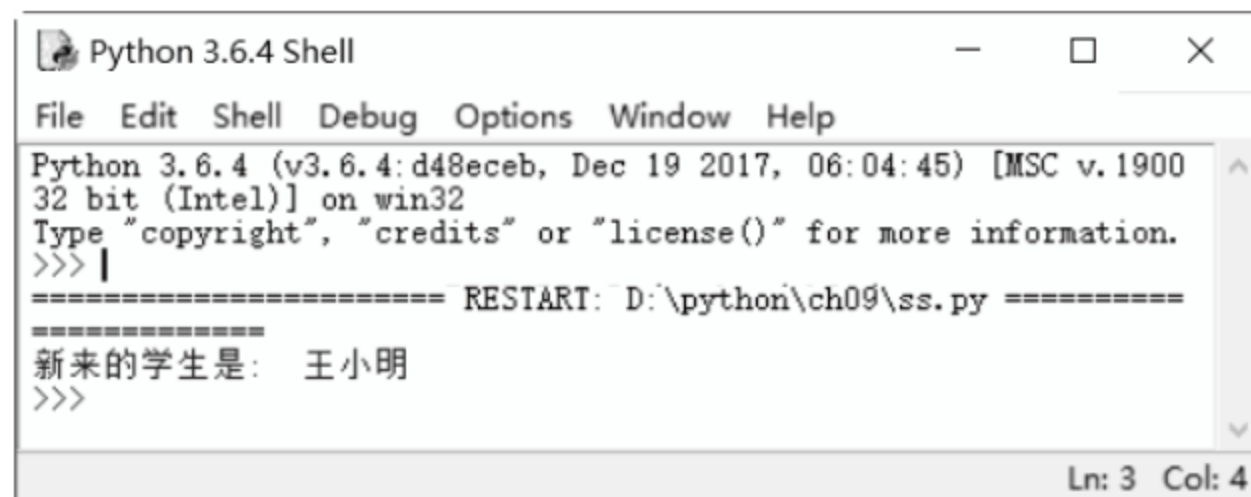 Python 3.6.4 Shell
File Edit Shell Debug Options Window Help
Python 3.6.4 (v3.6.4:d48eceb, Dec 19 2017, 06:04:45) [MSC v.1900
32 bit (Intel)] on win32
Type "copyright", "credits" or "license()" for more information.
>>>
======================= RESTART: D:\python\ch09\ss.py ==========
=============
新来的学生是: 王小明
>>>
Ln: 3 Col: 4